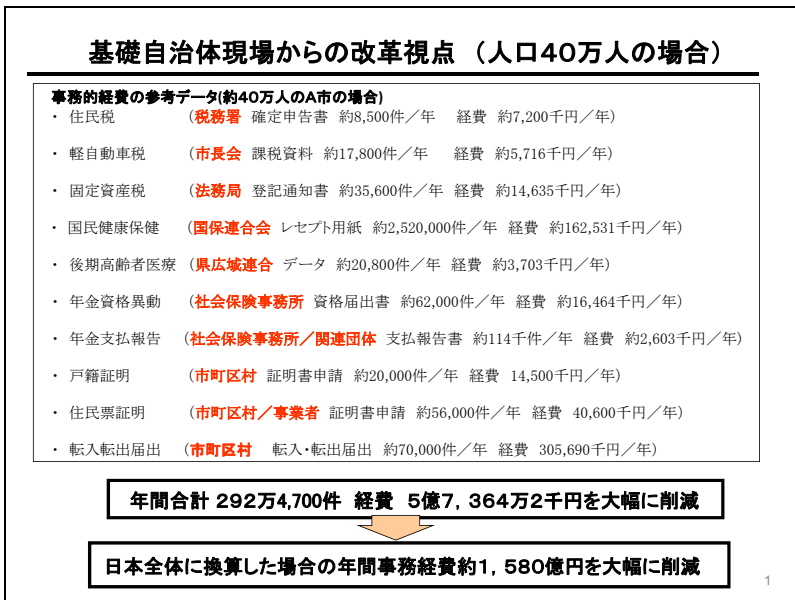 基礎自治体現場からの改革視点 (人口40万人の場合)
事務的経費の参考データ(約40万人のA市の場合)
・ 住民税 (税務署 確定申告書 約8,500件／年 経費 約7,200千円／年)
・ 軽自動車税 (市長会 課税資料 約17,800件／年 経費 約5,716千円／年)
・ 固定資産税 (法務局 登記通知書 約35,600件／年 経費 約14,635千円／年)
・ 国民健康保健 (国保連合会 レセプト用紙 約2,520,000件／年 経費 約162,531千円／年)
・ 後期高齢者医療 (県広域連合 データ 約20,800件／年 経費 約3,703千円／年)
・ 年金資格異動 (社会保険事務所 資格届出書 約62,000件／年 経費 約16,464千円／年)
・ 年金支払報告 (社会保険事務所／関連団体 支払報告書 約114千件／年 経費 約2,603千円／年)
・ 戸籍証明 (市町区村 証明書申請 約20,000件／年 経費 14,500千円／年)
・ 住民票証明 (市町区村／事業者 証明書申請 約56,000件／年 経費 40,600千円／年)
・ 転入転出届出 (市町区村 転入・転出届出 約70,000件／年 経費 305,690千円／年)
年間合計 292万4,700件 経費 5億7，364万2千円を大幅に削減
日本全体に換算した場合の年間事務経費約1，580億円を大幅に削減
1